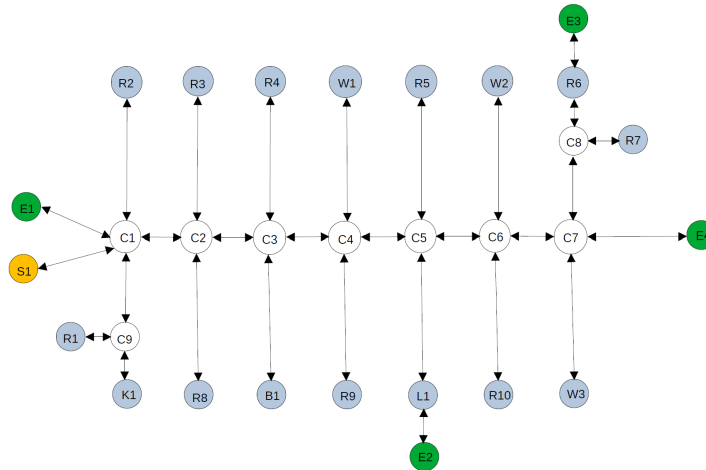 E3
R2 R3 R4 W1 R5 W2 R6
C8 R7
E1
C1 C2 C3 C4 C5 C6 C7 E4
S1
R1 C9
K1 R8 B1 R9 L1 R10 W3
E2